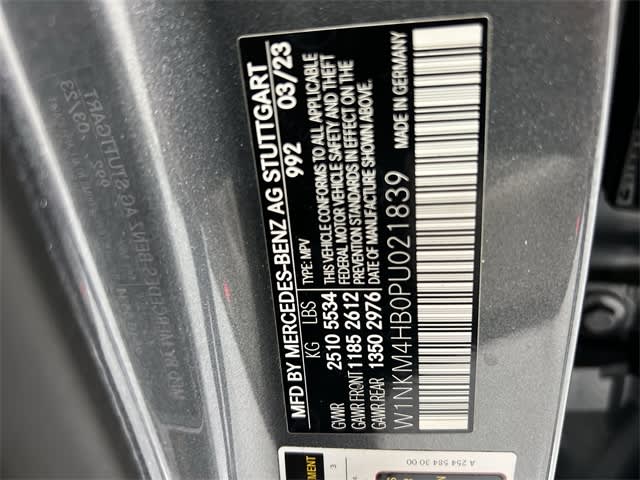 MFD BY MERCEDES-BENZ AG STUTTGART
992 03/23
KG LBS TYPE: MPV
GVWR 2510 5534
GAWR FRONT 1185 2612
GAWR REAR 1350 2976
THIS VEHICLE CONFORMS TO ALL APPLICABLE
FEDERAL MOTOR VEHICLE SAFETY AND THEFT
PREVENTION STANDARDS IN EFFECT ON THE
DATE OF MANUFACTURE SHOWN ABOVE.
W1NKM4HB0PU021839
MADE IN GERMANY
A 254 584 30 00